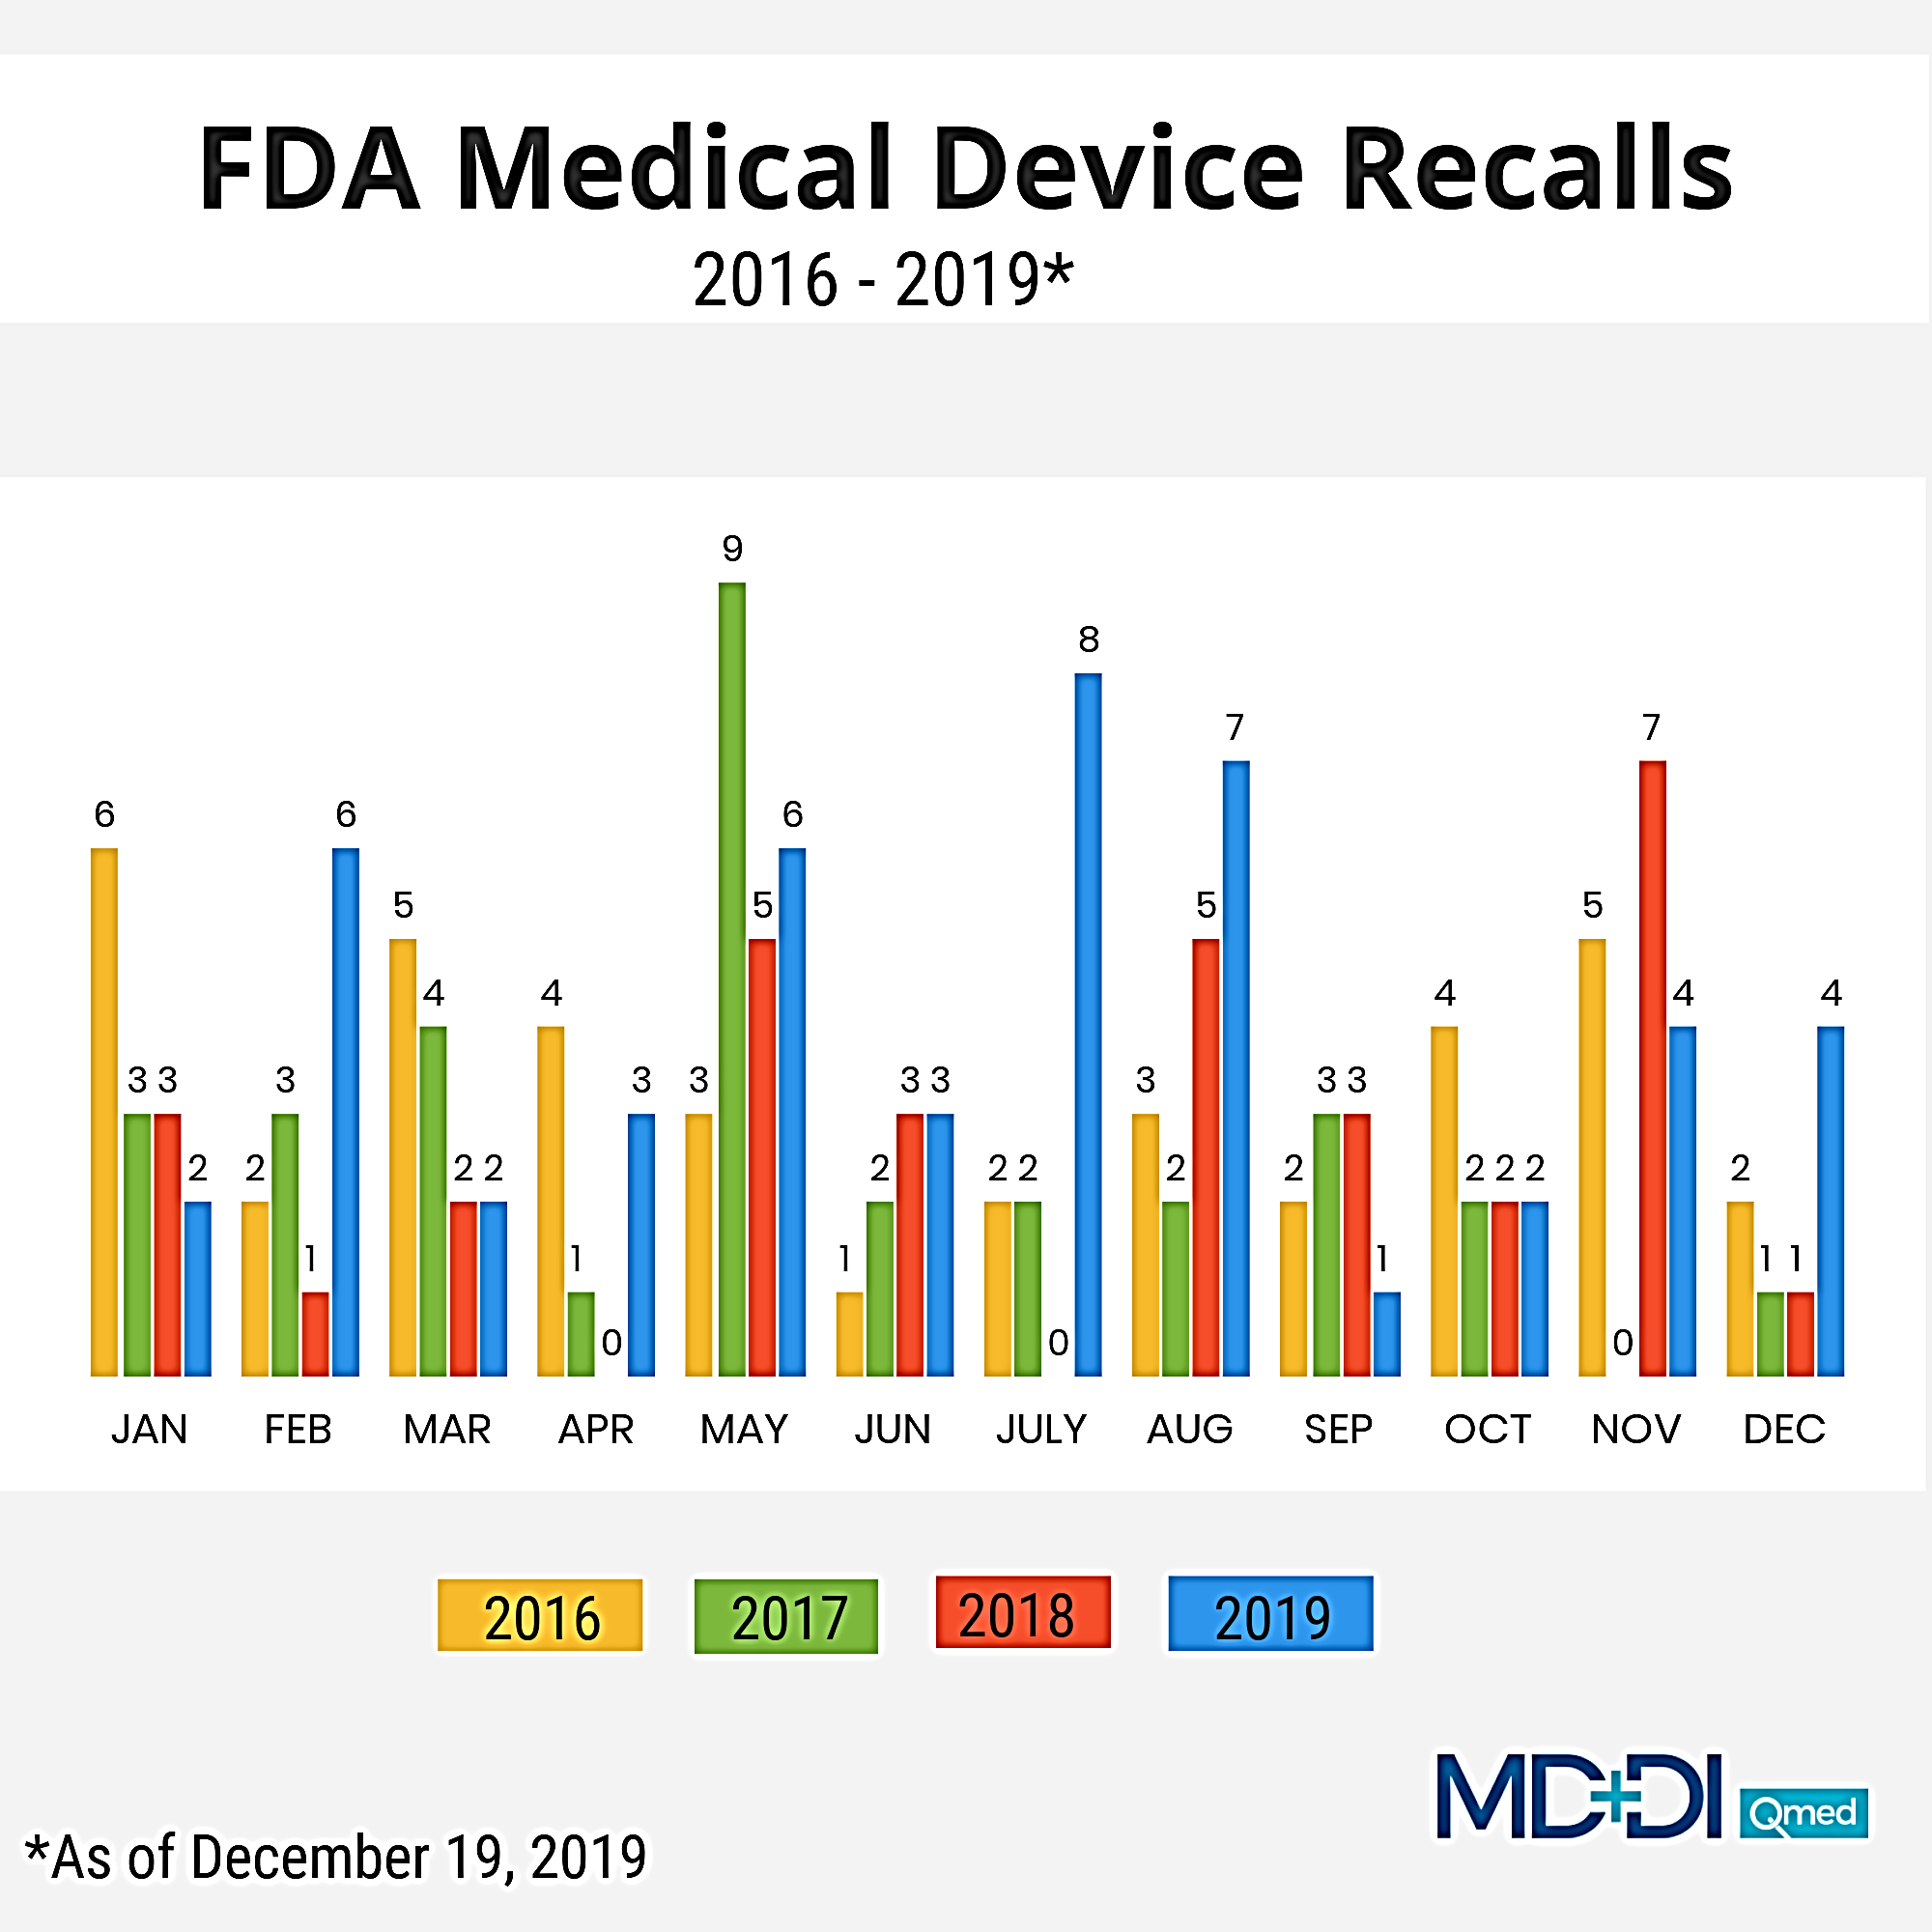 FDA Medical Device Recalls
2016 - 2019*
6 3 3 2
2 3 1 6
5 4 2 2
4 1 0 3
3 9 5 6
1 2 3 3
2 2 0 8
3 2 5 7
2 3 3 1
4 2 2 2
5 0 7 4
2 1 1 4
JAN FEB MAR APR MAY JUN JULY AUG SEP OCT NOV DEC
2016 2017 2018 2019
MD+DI Qmed
*As of December 19, 2019